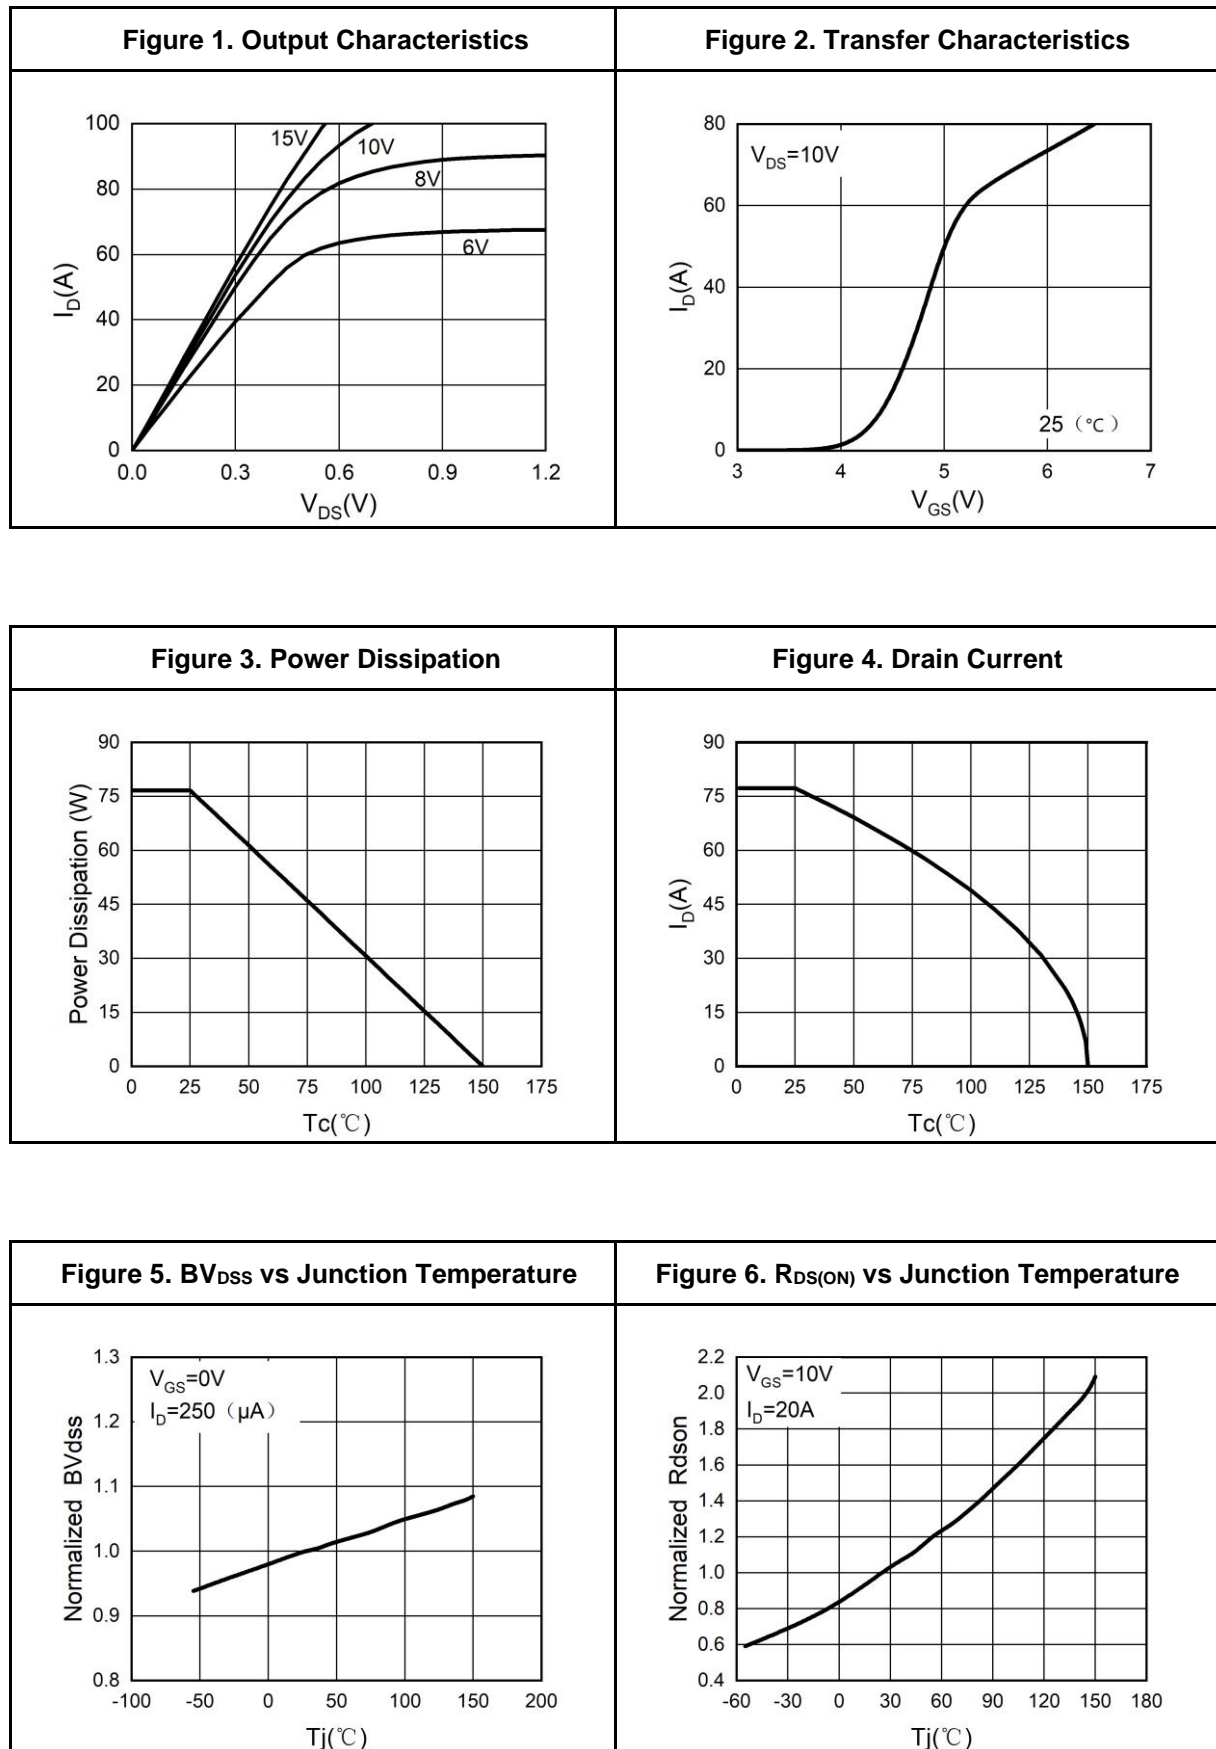 Figure 1. Output Characteristics
Figure 2. Transfer Characteristics
100
80
60
40
20
0
I_D(A)
15V
10V
8V
6V
0.0 0.3 0.6 0.9 1.2
V_DS(V)
80
60
40
20
0
I_D(A)
V_DS=10V
25（℃）
3 4 5 6 7
V_GS(V)
Figure 3. Power Dissipation
Figure 4. Drain Current
90
75
60
45
30
15
0
Power Dissipation (W)
0 25 50 75 100 125 150 175
Tc(℃)
90
75
60
45
30
15
0
I_D(A)
0 25 50 75 100 125 150 175
Tc(℃)
Figure 5. BV_DSS vs Junction Temperature
Figure 6. R_DS(ON) vs Junction Temperature
1.3
1.2
1.1
1.0
0.9
0.8
Normalized BVdss
V_GS=0V
I_D=250（μA）
-100 -50 0 50 100 150 200
Tj(℃)
2.2
2.0
1.8
1.6
1.4
1.2
1.0
0.8
0.6
0.4
Normalized Rdson
V_GS=10V
I_D=20A
-60 -30 0 30 60 90 120 150 180
Tj(℃)